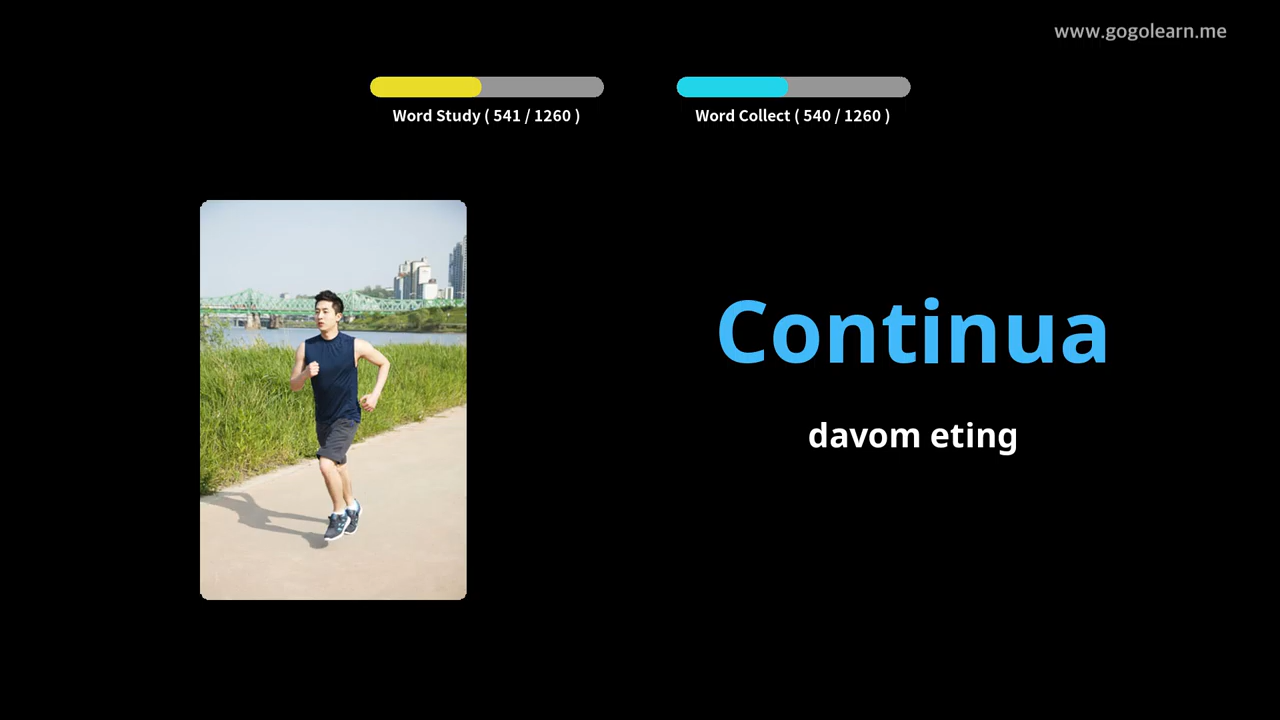 www.gogolearn.me
Word Study ( 541 / 1260 )
Word Collect ( 540 / 1260 )
Continua
davom eting